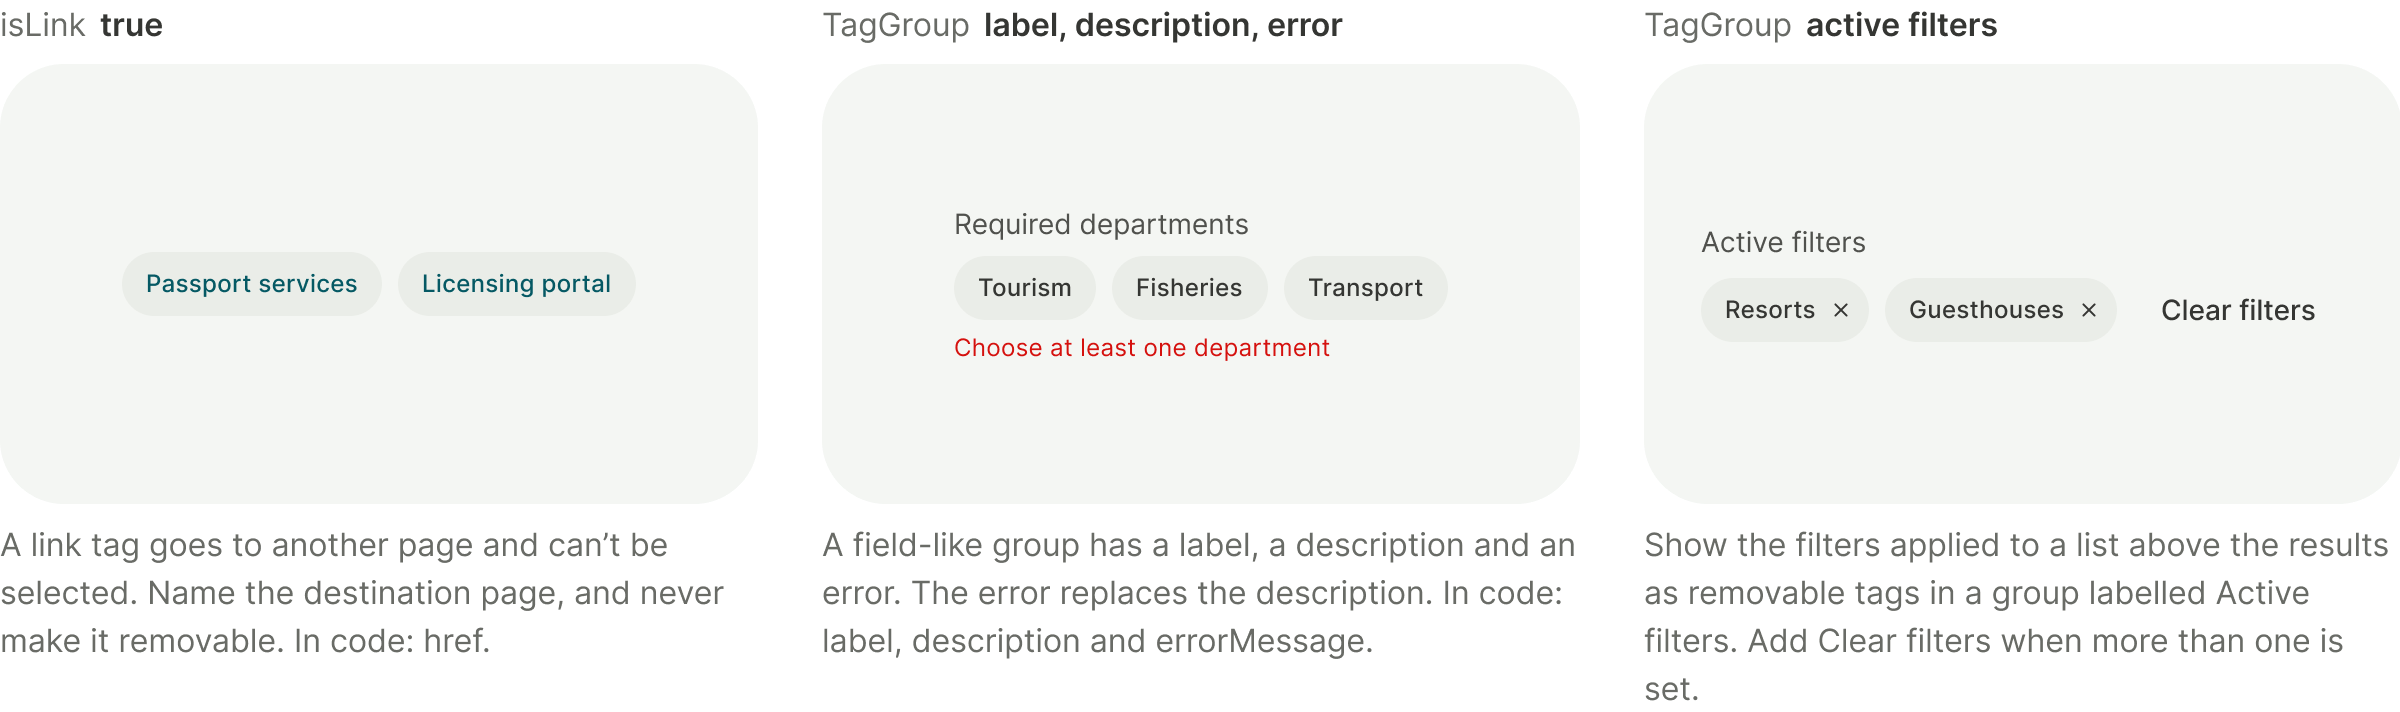 isLink true
Passport services
Licensing portal
A link tag goes to another page and can’t be
selected. Name the destination page, and never
make it removable. In code: href.
TagGroup label, description, error
Required departments
Tourism
Fisheries
Transport
Choose at least one department
A field-like group has a label, a description and an
error. The error replaces the description. In code:
label, description and errorMessage.
TagGroup active filters
Active filters
Resorts ×
Guesthouses ×
Clear filters
Show the filters applied to a list above the results
as removable tags in a group labelled Active
filters. Add Clear filters when more than one is
set.